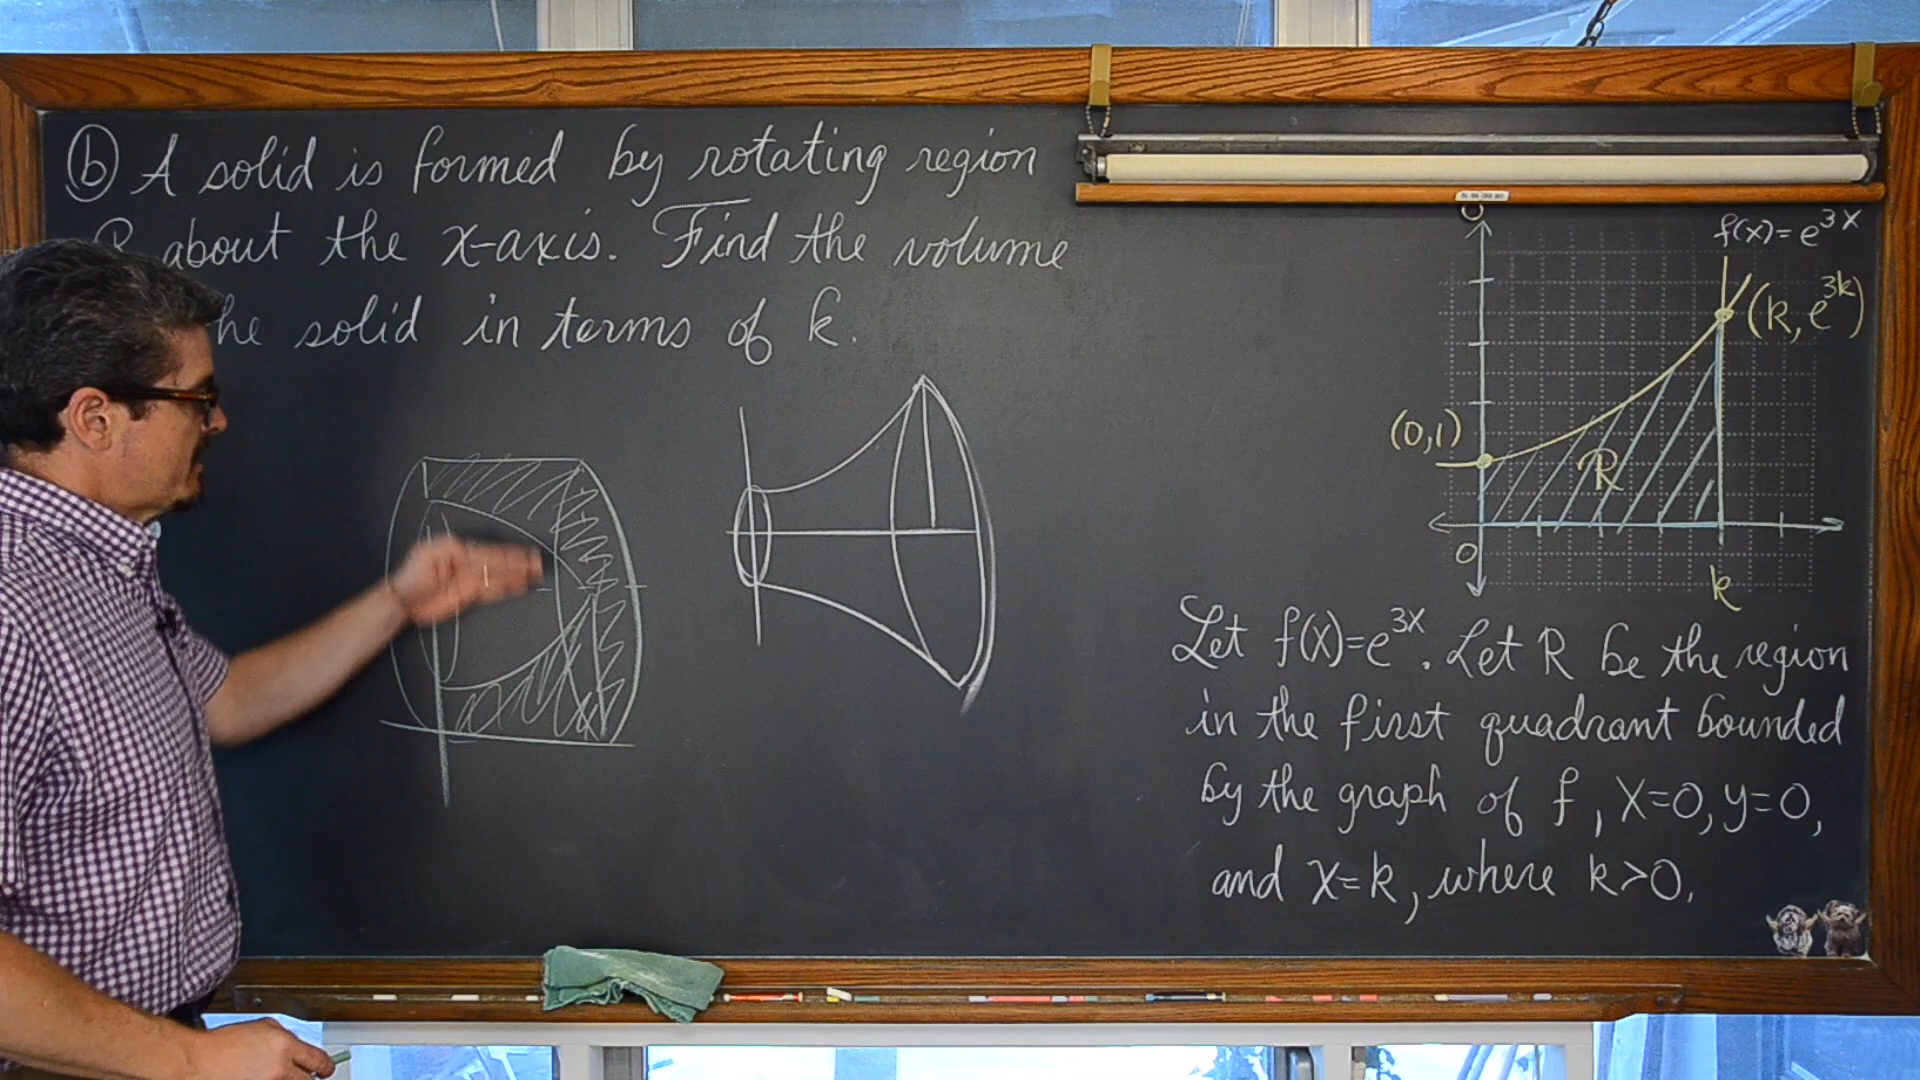 b A solid is formed by rotating region
R about the x-axis. Find the volume
he solid in terms of k.
f(x)=e^3x
(k, e^3k)
(0,1)
R
0
k
Let f(x)=e^3x. Let R be the region
in the first quadrant bounded
by the graph of f, x=0, y=0,
and x=k, where k>0.